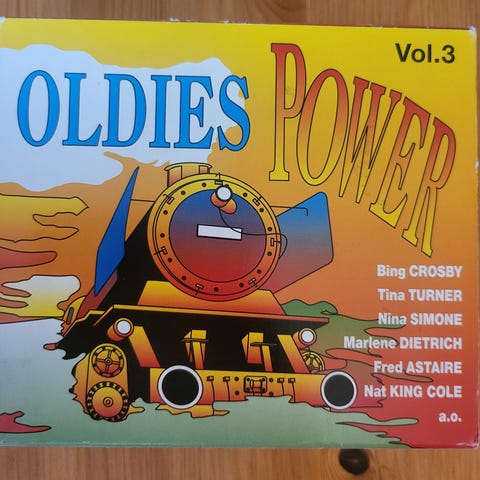 Vol.3
OLDIES POWER
Bing CROSBY
Tina TURNER
Nina SIMONE
Marlene DIETRICH
Fred ASTAIRE
Nat KING COLE
a.o.